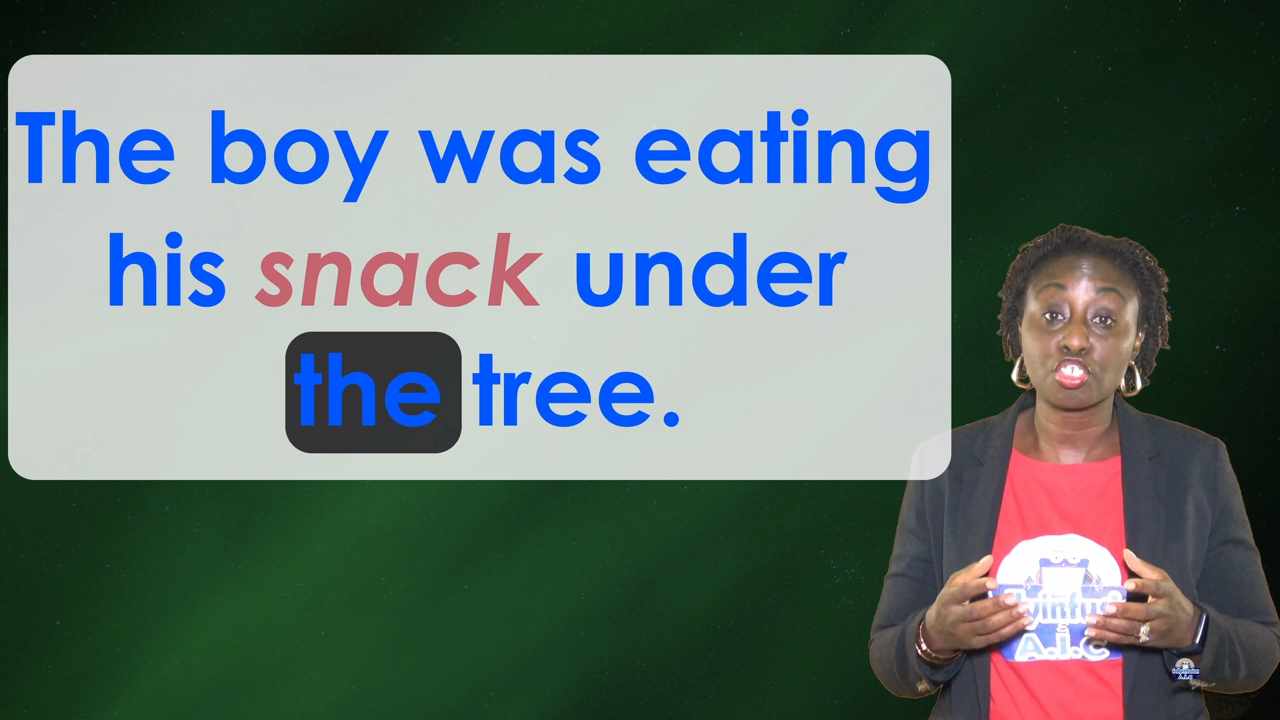 The boy was eating
his snack under
the tree.
A.I.C